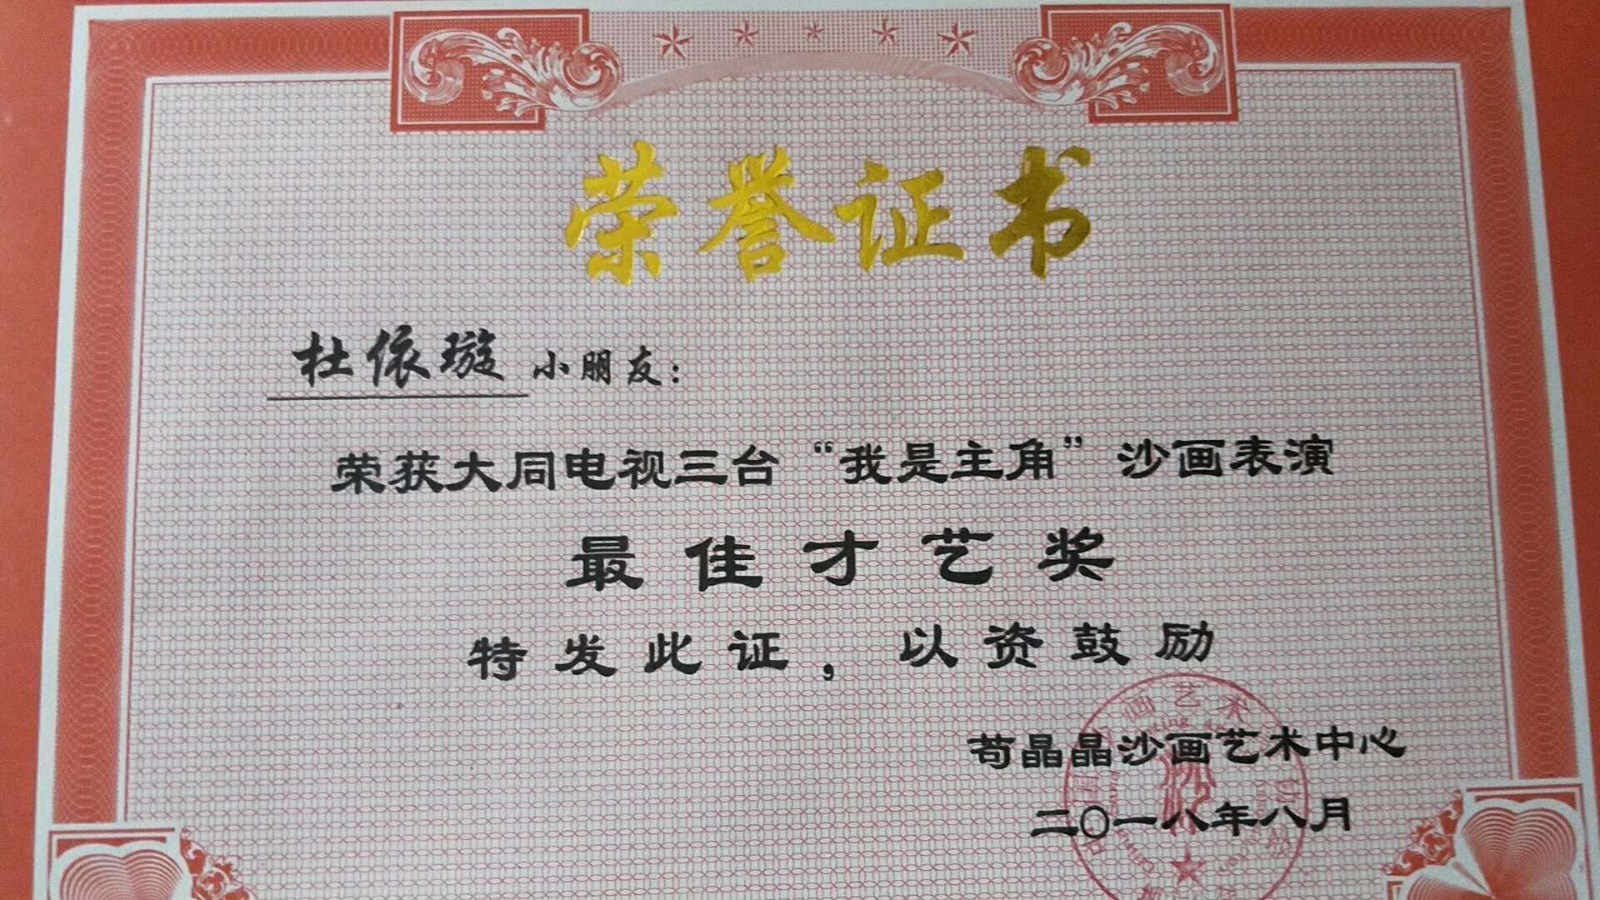 荣誉证书
杜依璇 小朋友：
荣获大同电视三台“我是主角”沙画表演
最佳才艺奖
特发此证，以资鼓励
苟晶晶沙画艺术中心
二〇一八年八月